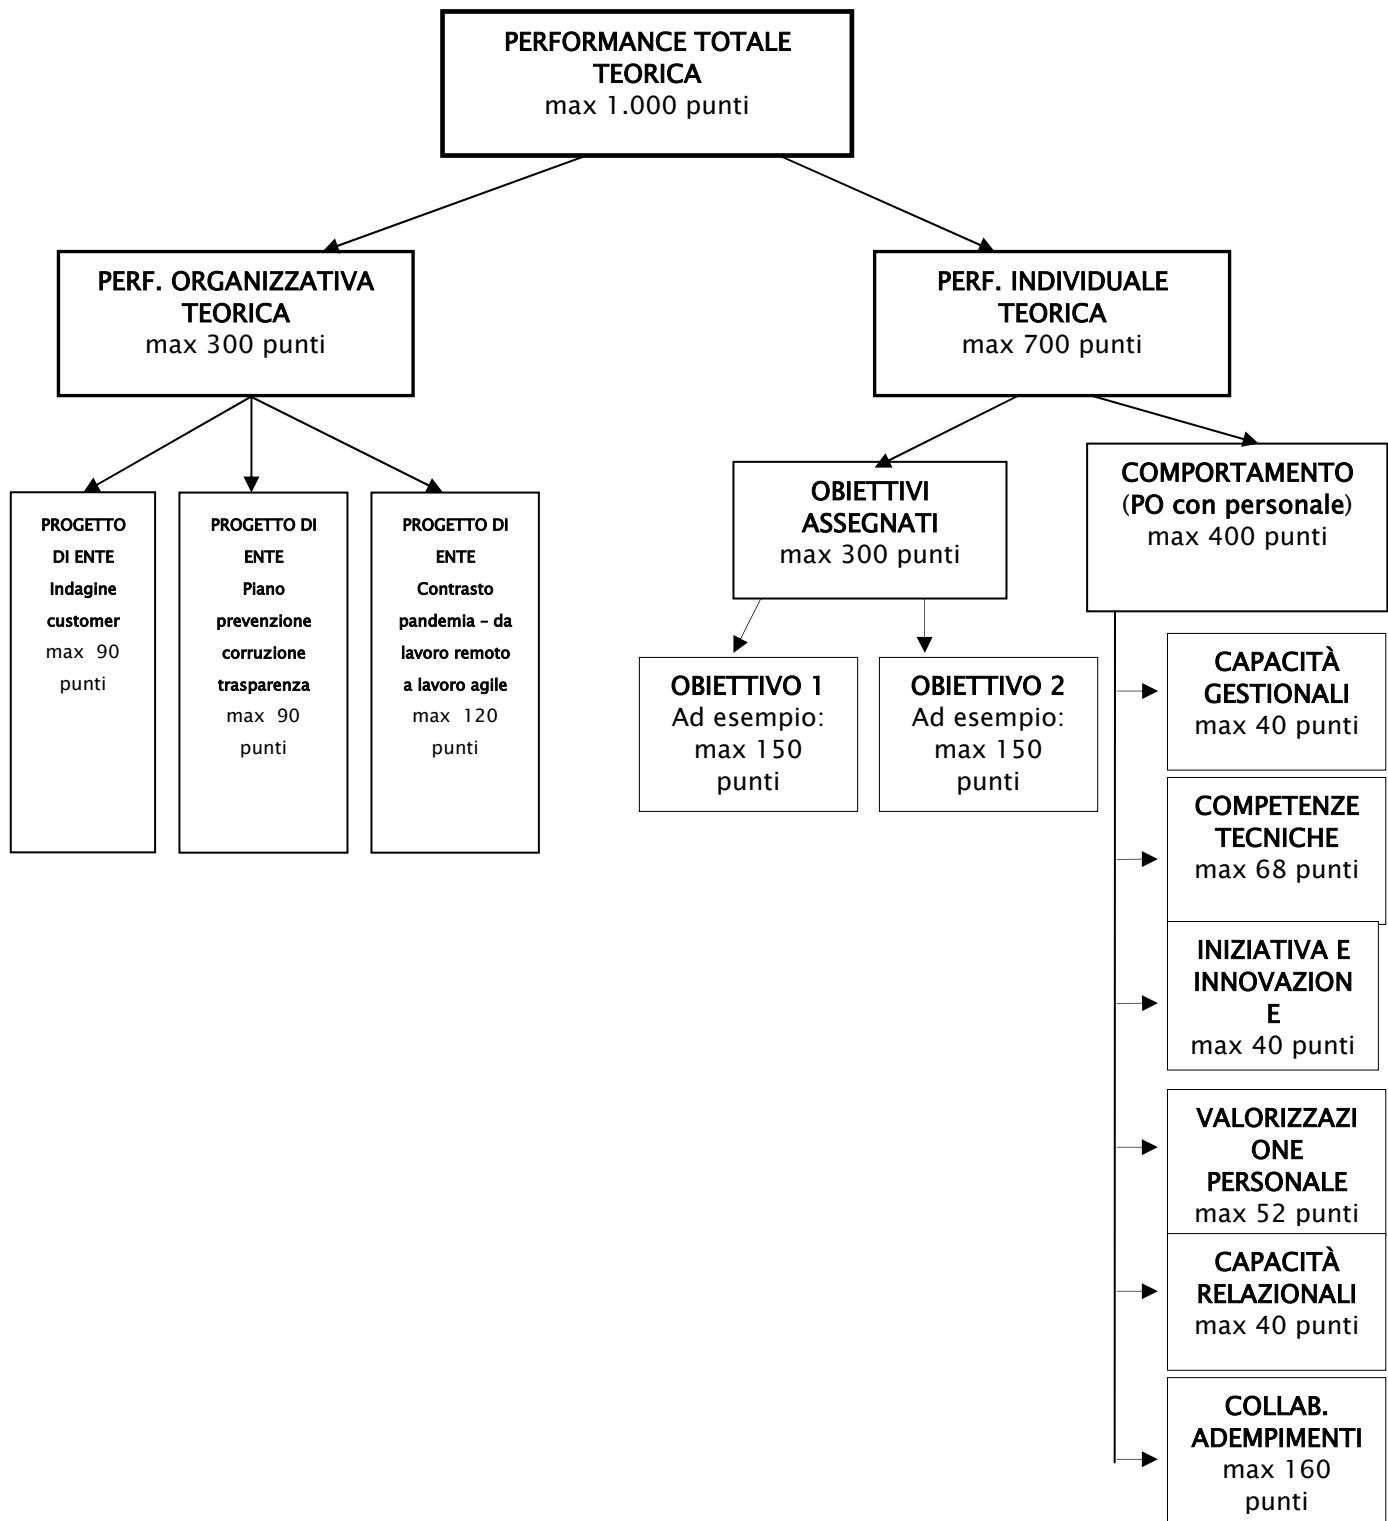 PERFORMANCE TOTALE
TEORICA
max 1.000 punti
PERF. ORGANIZZATIVA
TEORICA
max 300 punti
PERF. INDIVIDUALE
TEORICA
max 700 punti
PROGETTO
DI ENTE
Indagine
customer
max 90
punti
PROGETTO DI
ENTE
Piano
prevenzione
corruzione
trasparenza
max 90
punti
PROGETTO DI
ENTE
Contrasto
pandemia – da
lavoro remoto
a lavoro agile
max 120
punti
OBIETTIVI
ASSEGNATI
max 300 punti
COMPORTAMENTO
(PO con personale)
max 400 punti
OBIETTIVO 1
Ad esempio:
max 150
punti
OBIETTIVO 2
Ad esempio:
max 150
punti
CAPACITÀ
GESTIONALI
max 40 punti
COMPETENZE
TECNICHE
max 68 punti
INIZIATIVA E
INNOVAZION
E
max 40 punti
VALORIZZAZI
ONE
PERSONALE
max 52 punti
CAPACITÀ
RELAZIONALI
max 40 punti
COLLAB.
ADEMPIMENTI
max 160
punti